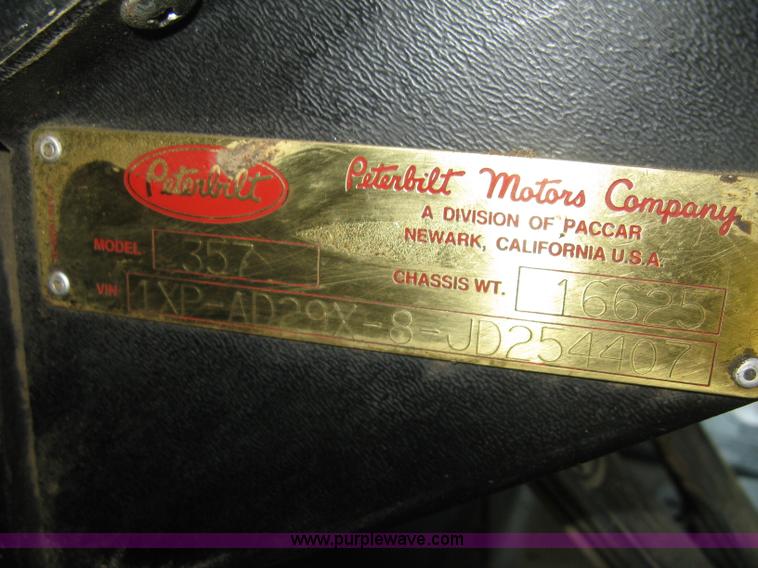 Peterbilt
Peterbilt Motors Company
A DIVISION OF PACCAR
NEWARK, CALIFORNIA U.S.A.
MODEL 357
CHASSIS WT. 16625
VIN 1XP-AD29X-8-JD254407
www.purplewave.com